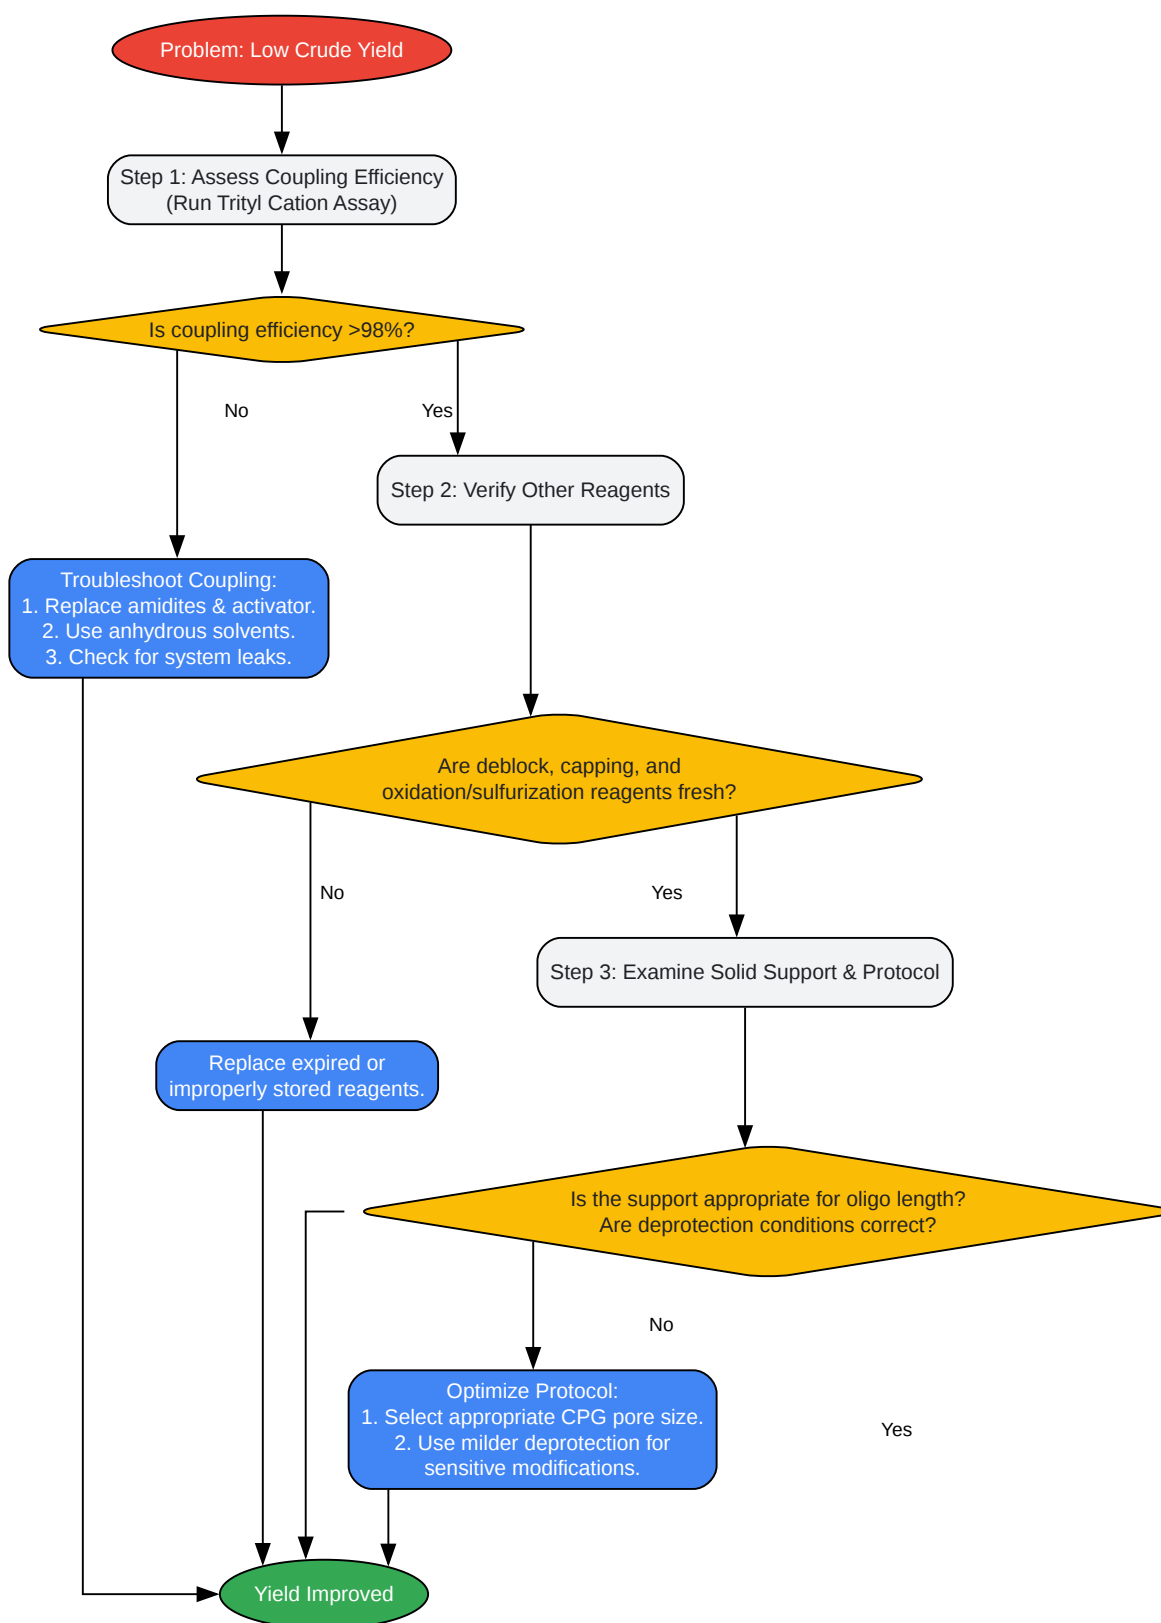 Problem: Low Crude Yield
Step 1: Assess Coupling Efficiency
(Run Trityl Cation Assay)
Is coupling efficiency >98%?
No
Yes
Step 2: Verify Other Reagents
Troubleshoot Coupling:
1. Replace amidites & activator.
2. Use anhydrous solvents.
3. Check for system leaks.
Are deblock, capping, and
oxidation/sulfurization reagents fresh?
No
Yes
Step 3: Examine Solid Support & Protocol
Replace expired or
improperly stored reagents.
Is the support appropriate for oligo length?
Are deprotection conditions correct?
No
Optimize Protocol:
1. Select appropriate CPG pore size.
2. Use milder deprotection for
sensitive modifications.
Yes
Yield Improved